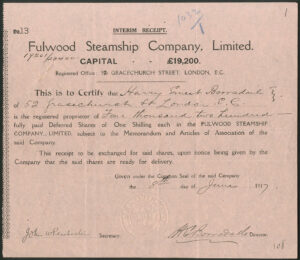 No. 13
INTERIM RECEIPT.
Fulwood Steamship Company, Limited.
CAPITAL £19,200.
Registered Office: 52 GRACECHURCH STREET, LONDON, E.C.
This is to Certify that Harry Ernest
of 52 Gracechurch St London E.C.
is the registered proprietor of Four Thousand two Hundred
fully paid Deferred Shares of One Shilling each in the FULWOOD STEAMSHIP
COMPANY, LIMITED, subject to the Memorandum and Articles of Association of the
said Company.
This receipt to be exchanged for said shares, upon notice being given by the
Company that the said shares are ready for delivery.
Given under the Common Seal of the said Company
the 8th day of June 1917
John Secretary. Director.
108